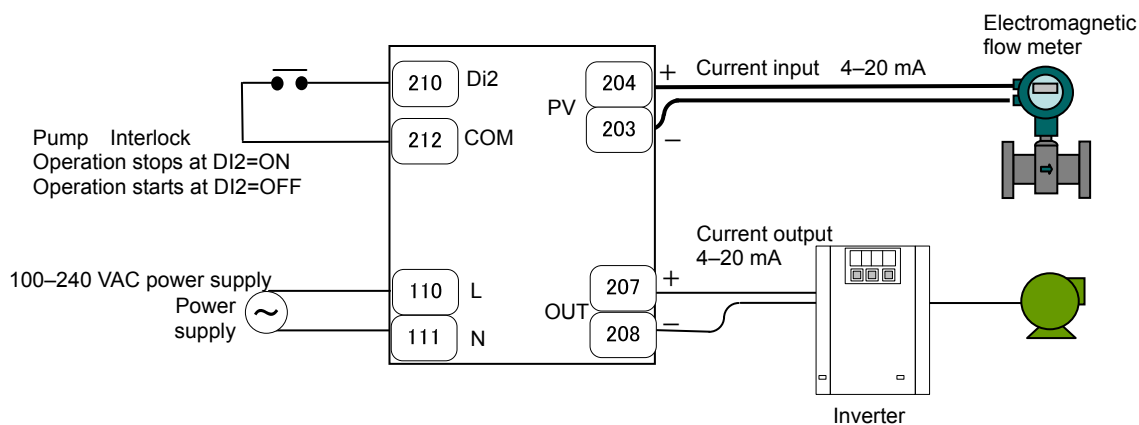 Electromagnetic
flow meter
210 Di2
204 + Current input 4–20 mA
PV
203 −
212 COM
Pump Interlock
Operation stops at DI2=ON
Operation starts at DI2=OFF
Current output
4–20 mA
100–240 VAC power supply
Power
supply
~
110 L
111 N
207 +
OUT
208 −
Inverter